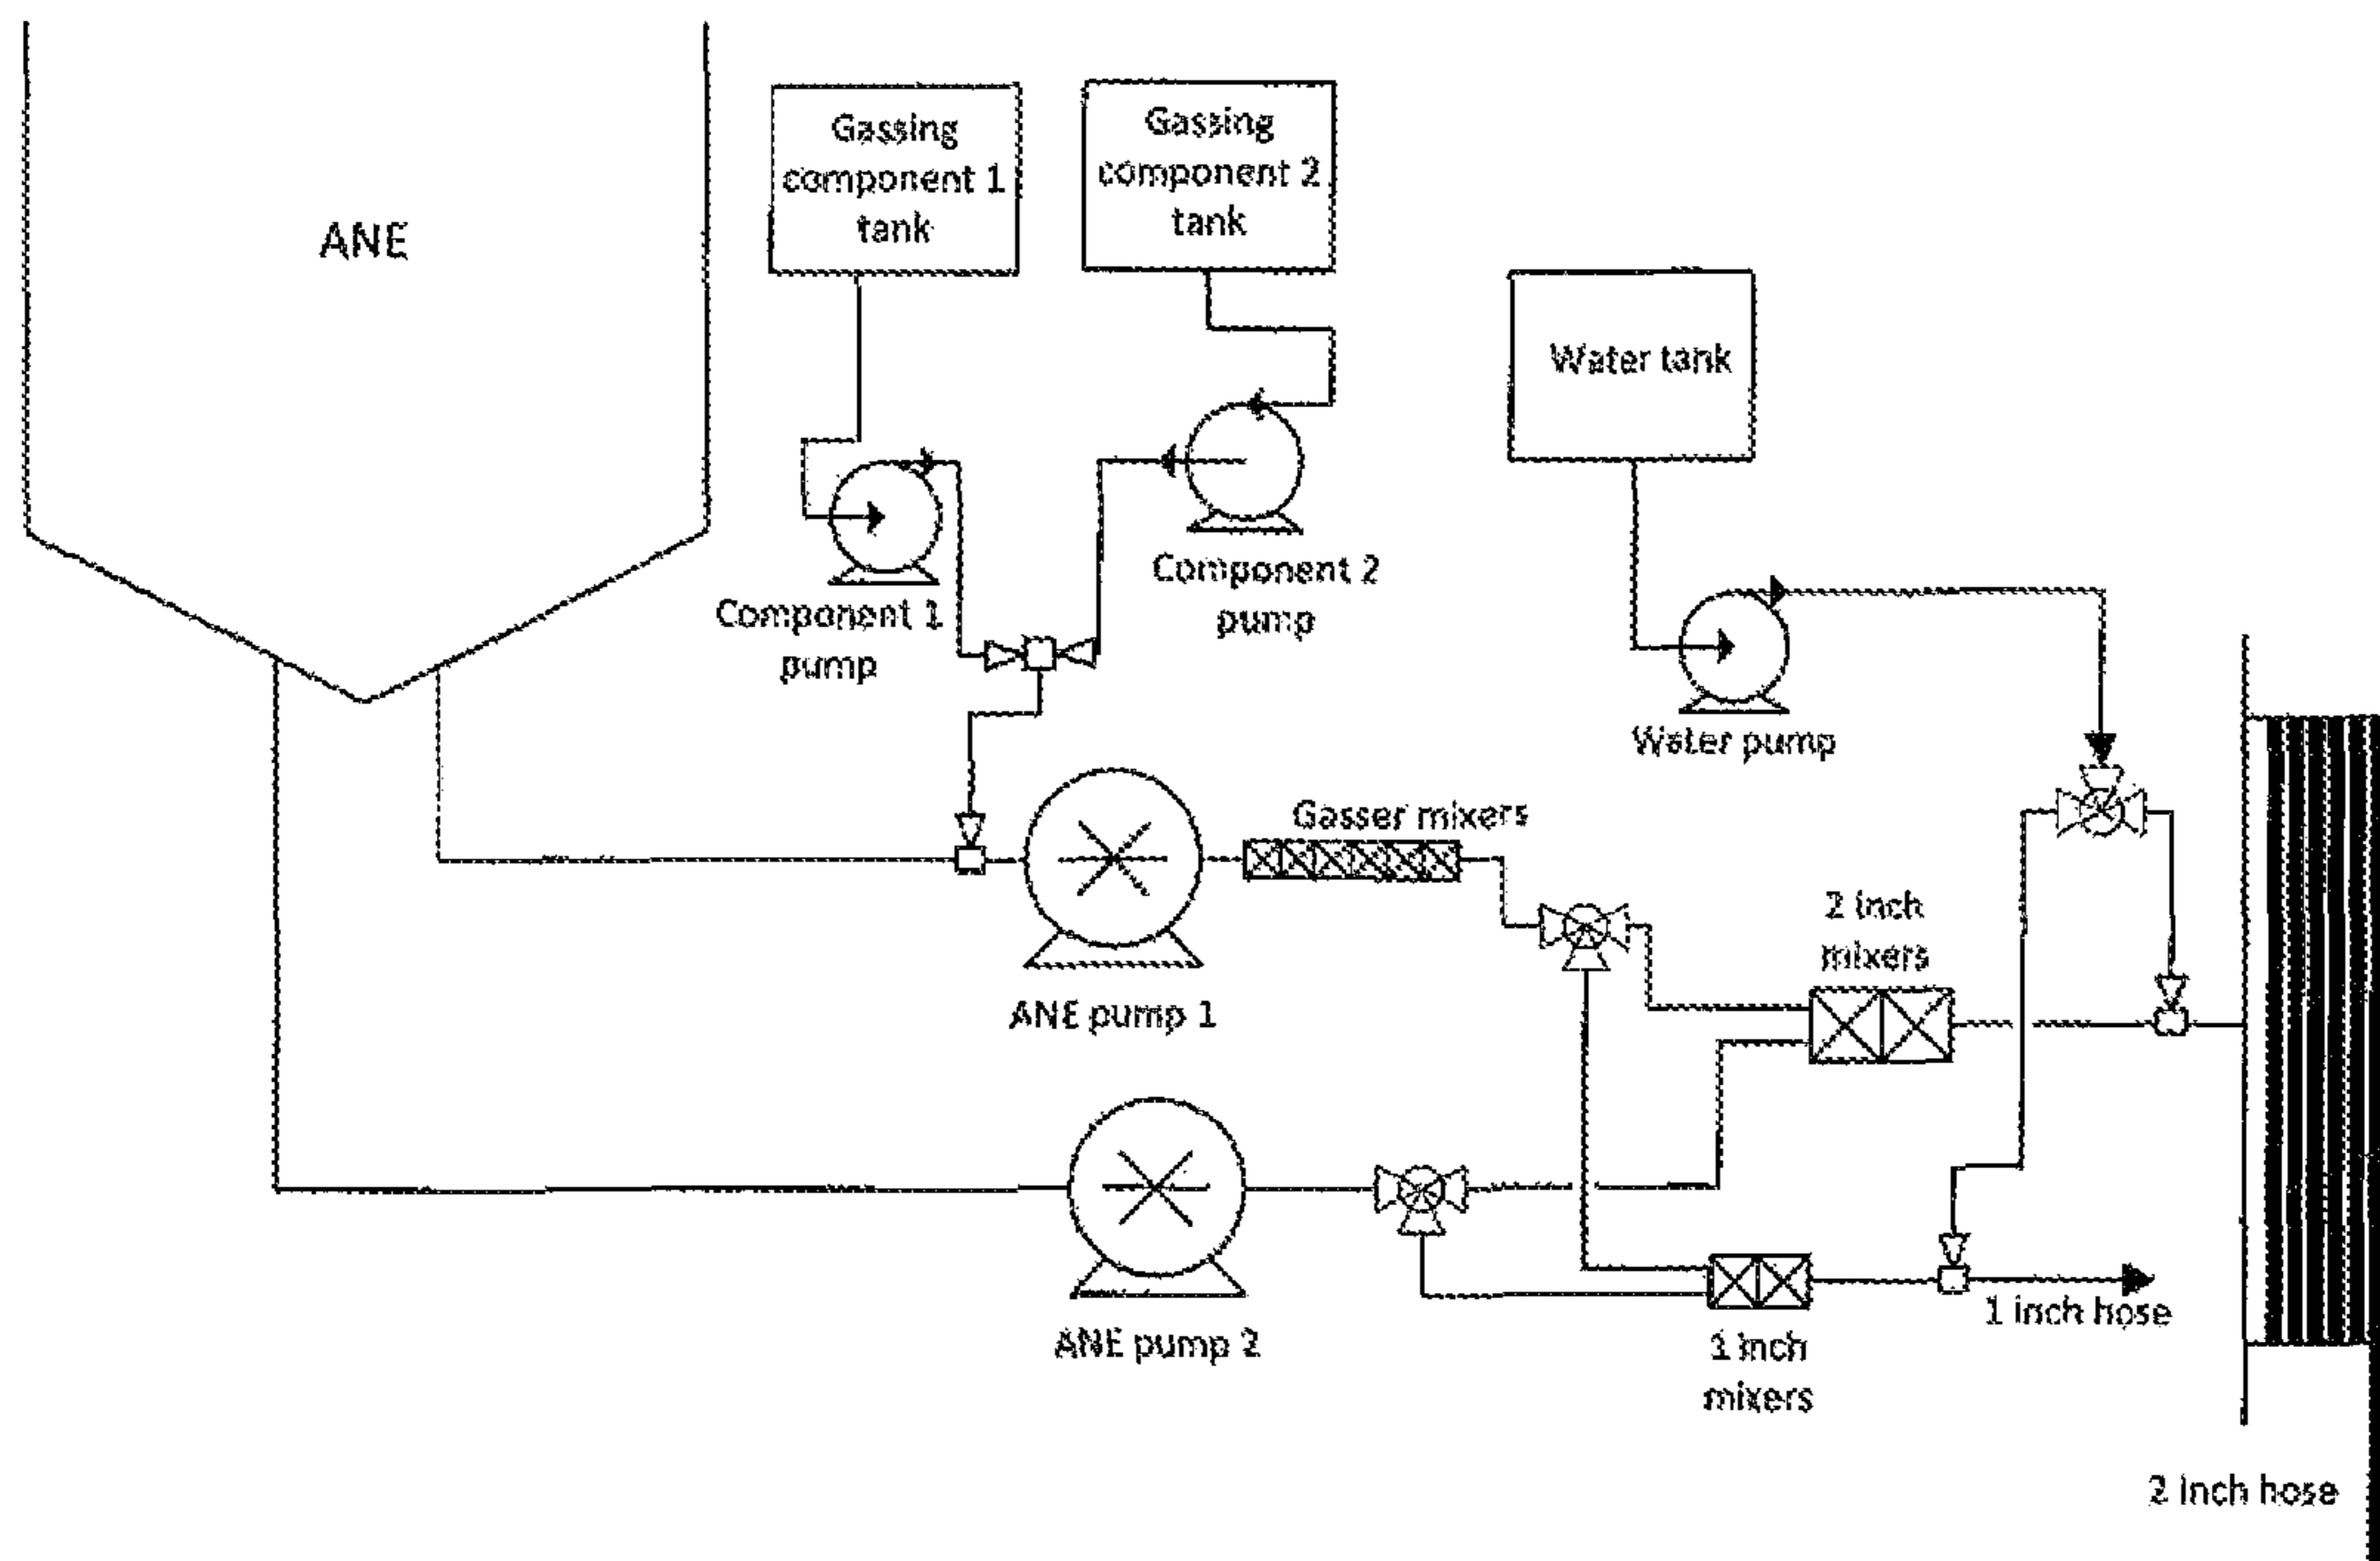 ANE
Gassing
component 1
tank
Gassing
component 2
tank
Water tank
Component 1
pump
Component 2
pump
Water pump
Gasser mixers
ANE pump 1
2 inch
mixers
ANE pump 2
1 inch
mixers
1 inch hose
2 inch hose